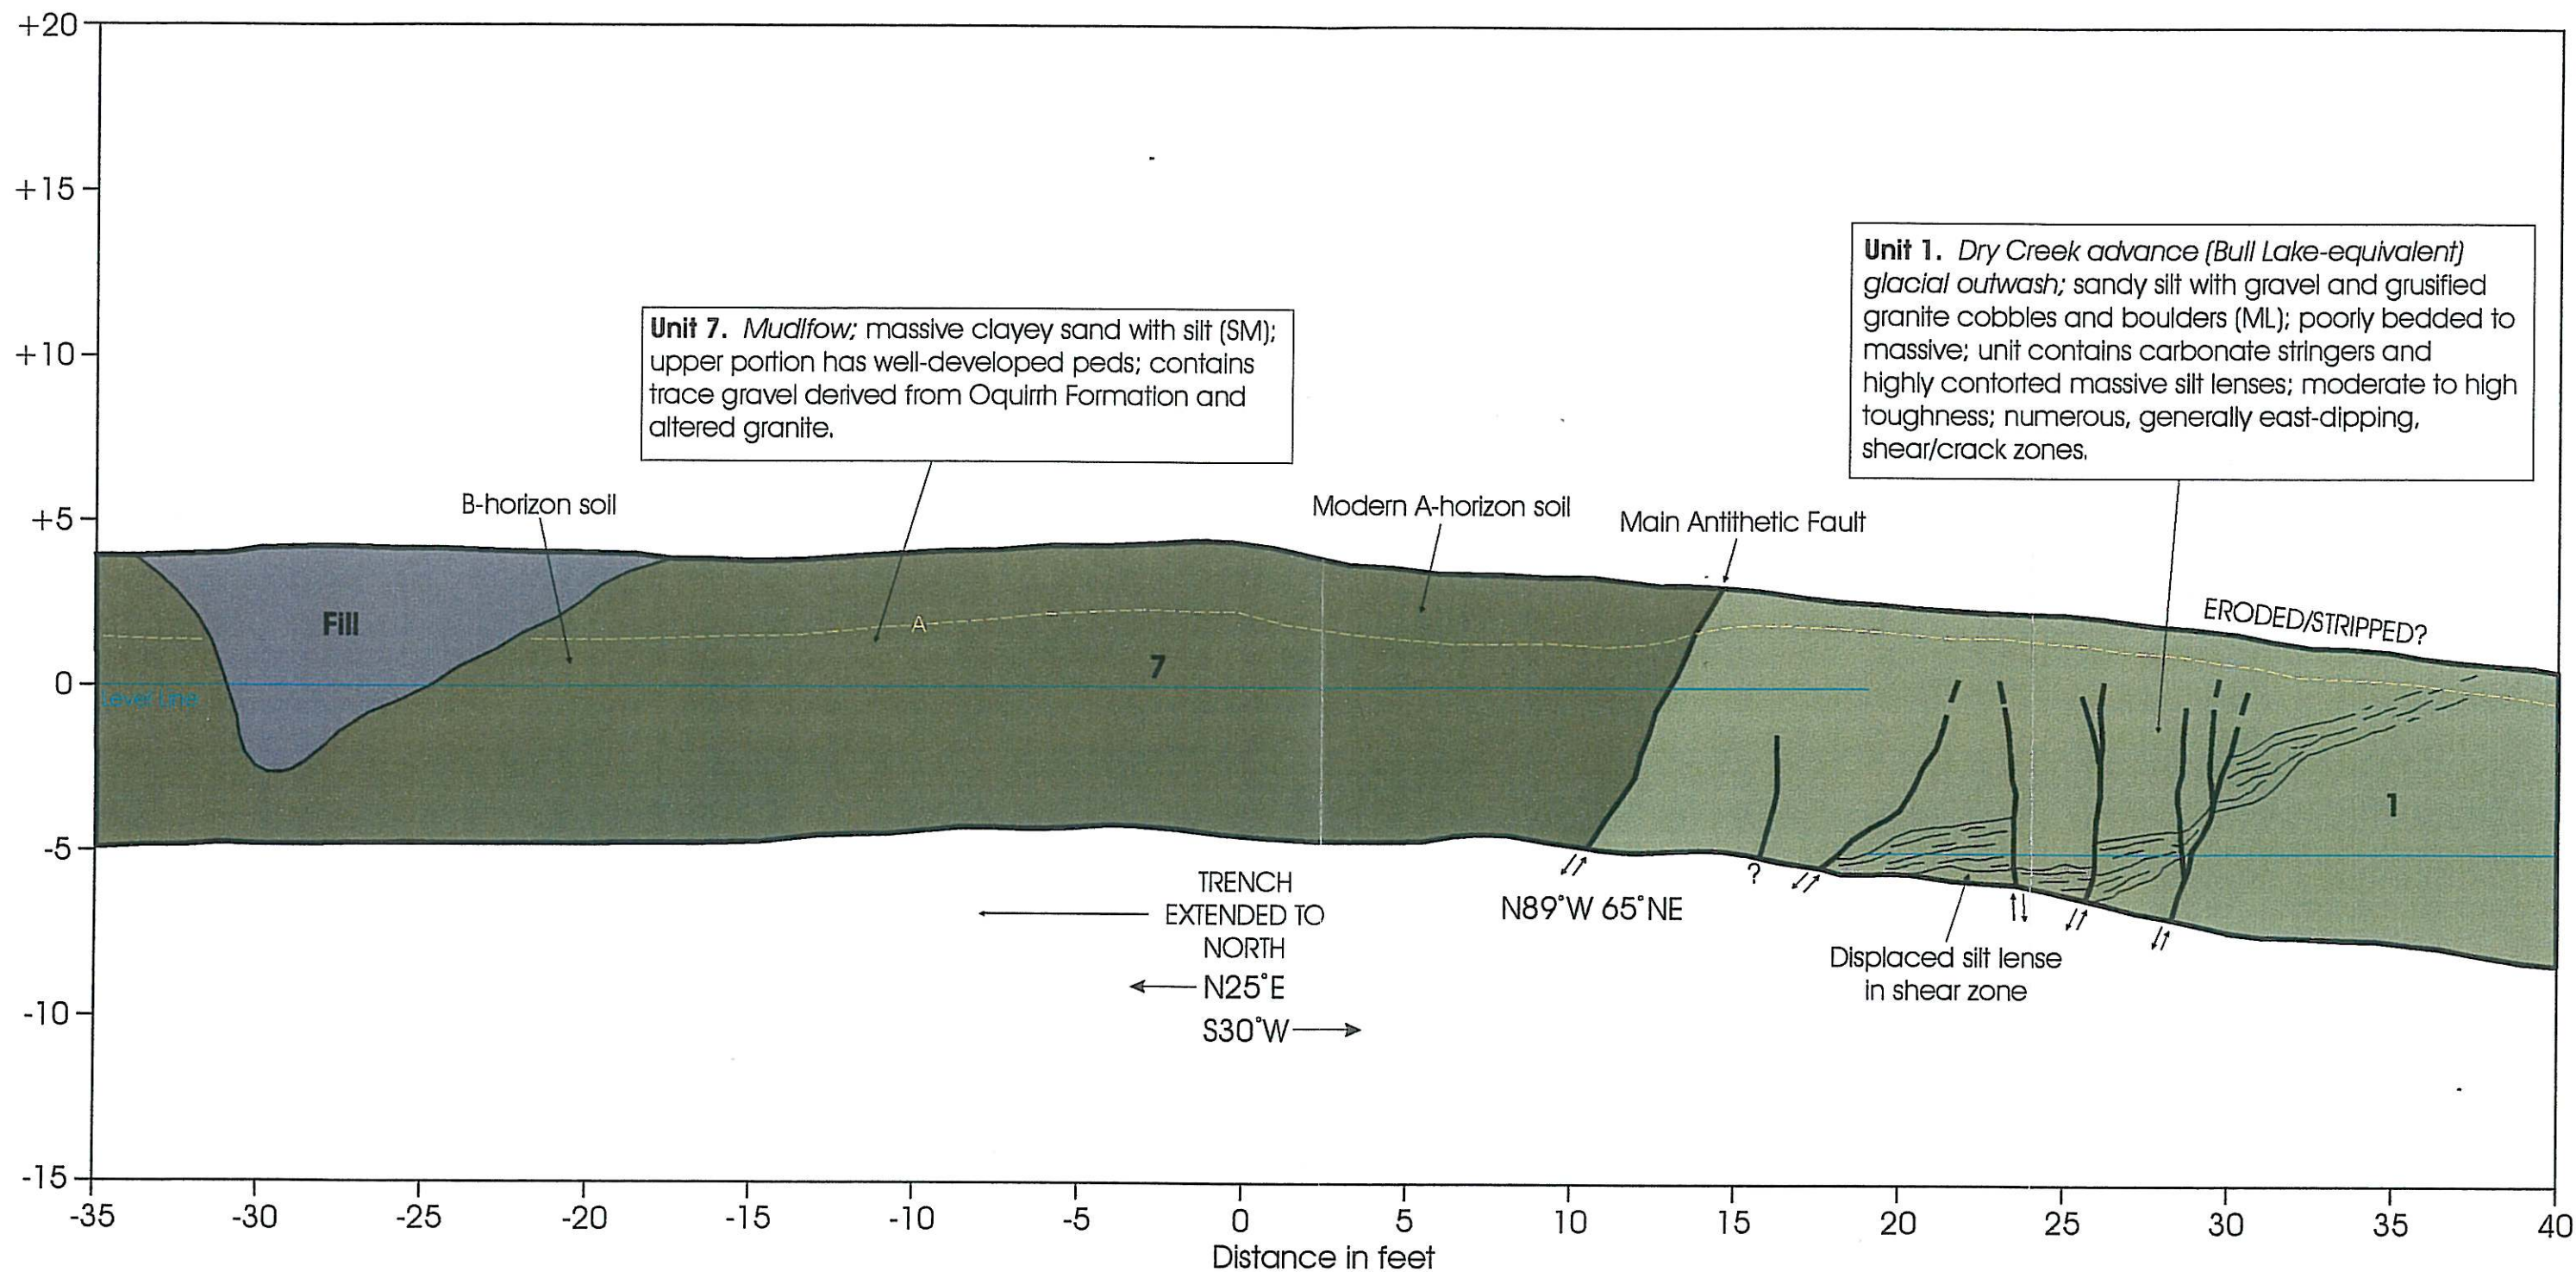 +20
+15
+10
+5
0
-5
-10
-15
Unit 7. Mudlfow; massive clayey sand with silt (SM);
upper portion has well-developed peds; contains
trace gravel derived from Oquirrh Formation and
altered granite.
Unit 1. Dry Creek advance (Bull Lake-equivalent)
glacial outwash; sandy silt with gravel and grusified
granite cobbles and boulders (ML); poorly bedded to
massive; unit contains carbonate stringers and
highly contorted massive silt lenses; moderate to high
toughness; numerous, generally east-dipping,
shear/crack zones.
B-horizon soil
Modern A-horizon soil
Main Antithetic Fault
ERODED/STRIPPED?
Fill
A
7
Level Line
1
?
N89°W 65°NE
TRENCH
EXTENDED TO
NORTH
N25°E
S30°W
Displaced silt lense
in shear zone
-35 -30 -25 -20 -15 -10 -5 0 5 10 15 20 25 30 35 40
Distance in feet